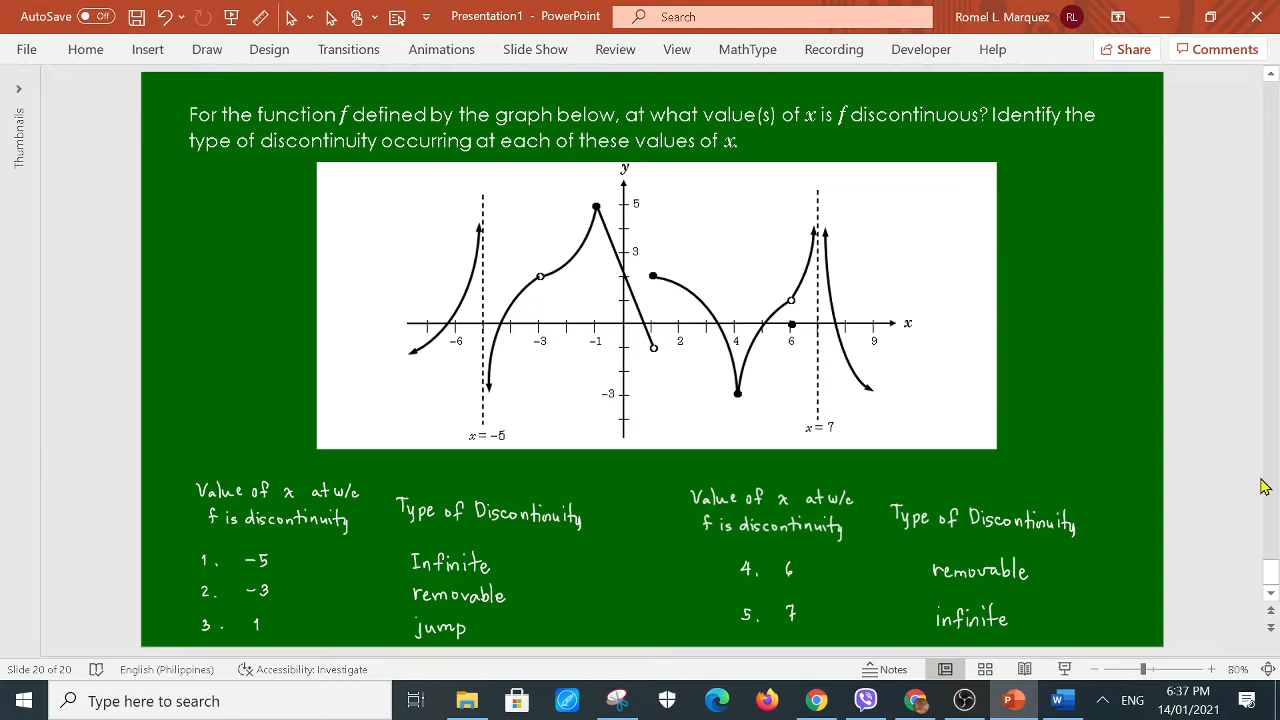 AutoSave Off Presentation1 - PowerPoint Search Romel L. Marquez RL
File Home Insert Draw Design Transitions Animations Slide Show Review View MathType Recording Developer Help Share Comments
Thumbnails
For the function f defined by the graph below, at what value(s) of x is f discontinuous? Identify the
type of discontinuity occurring at each of these values of x.
y
5
3
x
-6 -3 -1 2 4 6 9
-3
x = -5
x = 7
Value of x at w/c
f is discontinuity
Type of Discontinuity
1. -5 Infinite
2. -3 removable
3. 1 jump
Value of x at w/c
f is discontinuity
Type of Discontinuity
4. 6 removable
5. 7 infinite
Slide 20 of 20 English (Philippines) Accessibility: Investigate Notes 80%
Type here to search W ENG 6:37 PM
14/01/2021